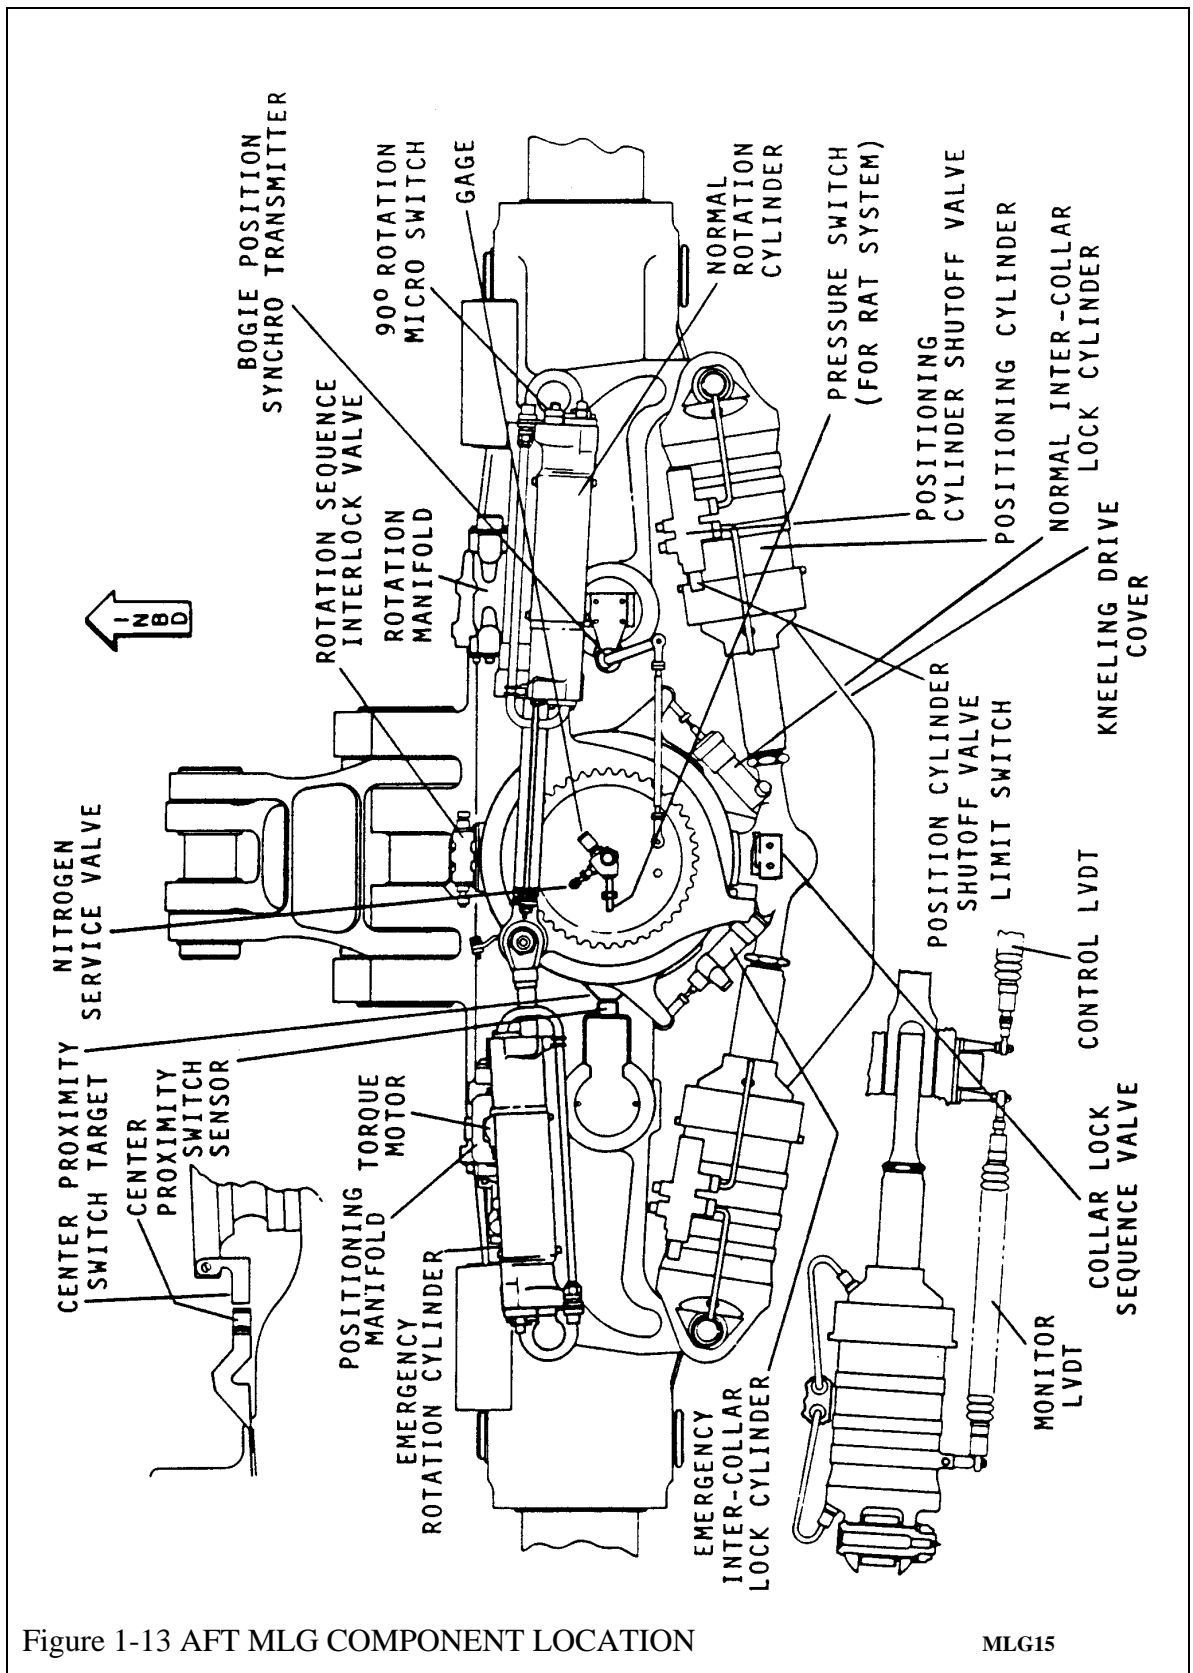 BOGIE POSITION
SYNCHRO TRANSMITTER
90º ROTATION
MICRO SWITCH
GAGE
NORMAL
ROTATION
CYLINDER
PRESSURE SWITCH
(FOR RAT SYSTEM)
POSITIONING
CYLINDER SHUTOFF VALVE
POSITIONING CYLINDER
NORMAL INTER-COLLAR
LOCK CYLINDER
KNEELING DRIVE
COVER
ROTATION SEQUENCE
INTERLOCK VALVE
ROTATION
MANIFOLD
INBD
NITROGEN
SERVICE VALVE
POSITION CYLINDER
SHUTOFF VALVE
LIMIT SWITCH
CONTROL LVDT
CENTER PROXIMITY
SWITCH TARGET
CENTER
PROXIMITY
SWITCH
SENSOR
TORQUE
MOTOR
POSITIONING
MANIFOLD
EMERGENCY
ROTATION CYLINDER
EMERGENCY
INTER-COLLAR
LOCK CYLINDER
MONITOR
LVDT
COLLAR LOCK
SEQUENCE VALVE
Figure 1-13 AFT MLG COMPONENT LOCATION
MLG15